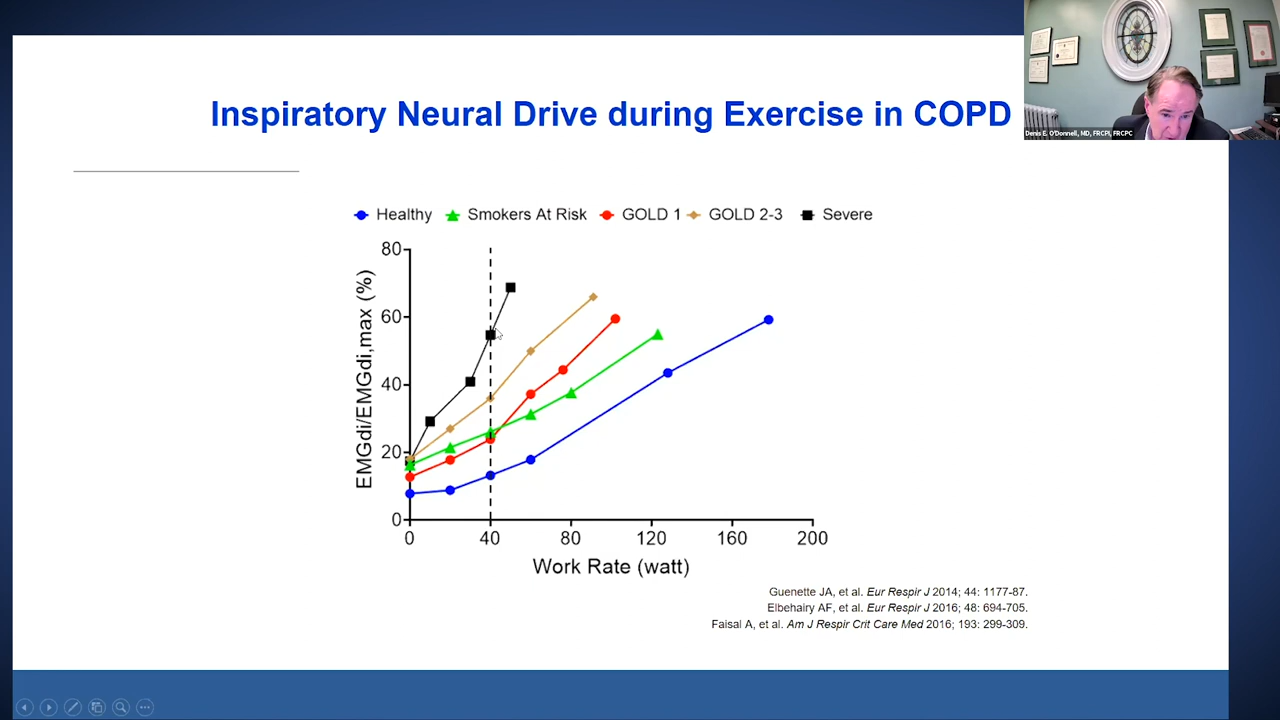 Inspiratory Neural Drive during Exercise in COPD
Denis E. O'Donnell, MD, FRCPI, FRCPC
Healthy Smokers At Risk GOLD 1 GOLD 2-3 Severe
EMGdi/EMGdi,max (%)
80
60
40
20
0
0 40 80 120 160 200
Work Rate (watt)
Guenette JA, et al. Eur Respir J 2014; 44: 1177-87.
Elbehairy AF, et al. Eur Respir J 2016; 48: 694-705.
Faisal A, et al. Am J Respir Crit Care Med 2016; 193: 299-309.